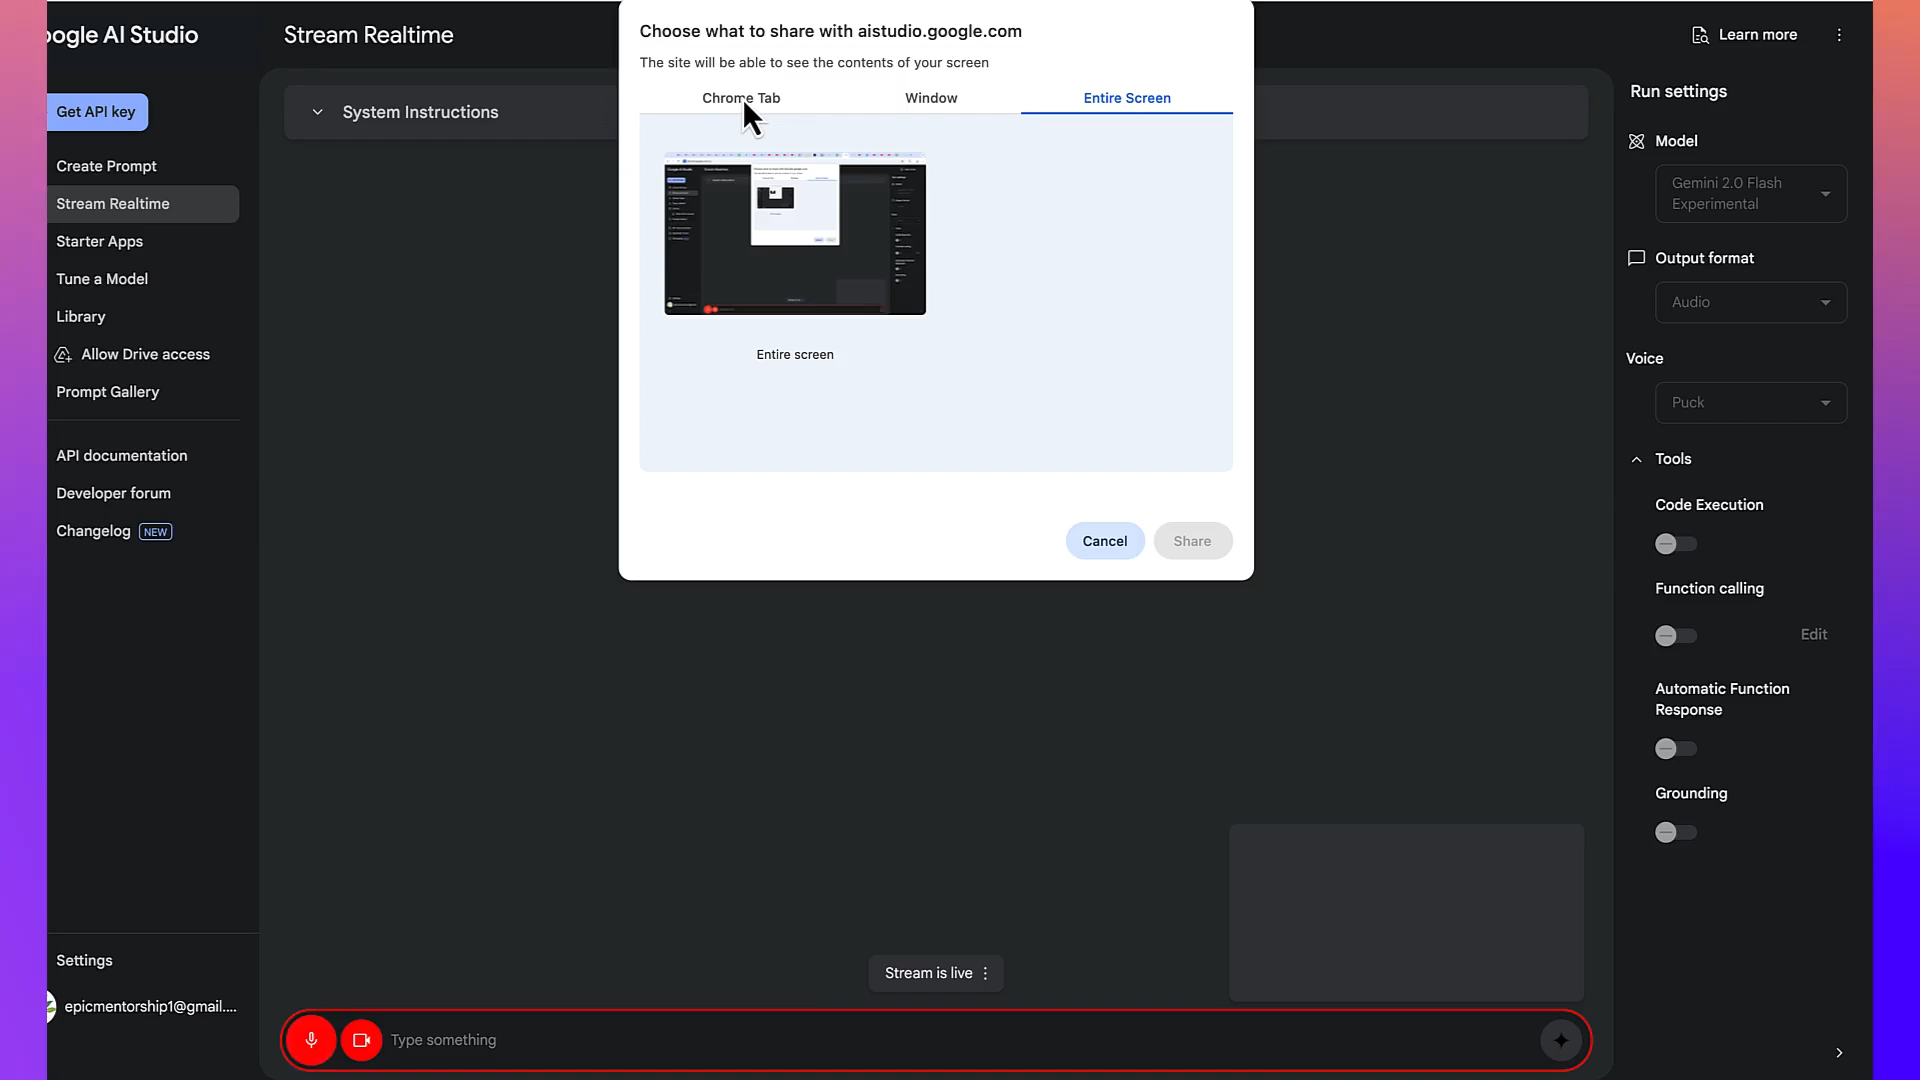 oogle AI Studio
Get API key
Create Prompt
Stream Realtime
Starter Apps
Tune a Model
Library
Allow Drive access
Prompt Gallery
API documentation
Developer forum
Changelog NEW
Settings
epicmentorship1@gmail....
Stream Realtime
System Instructions
Choose what to share with aistudio.google.com
The site will be able to see the contents of your screen
Chrome Tab
Window
Entire Screen
Entire screen
Cancel
Share
Stream is live
Type something
Learn more
Run settings
Model
Gemini 2.0 Flash
Experimental
Output format
Audio
Voice
Puck
Tools
Code Execution
Function calling
Edit
Automatic Function
Response
Grounding